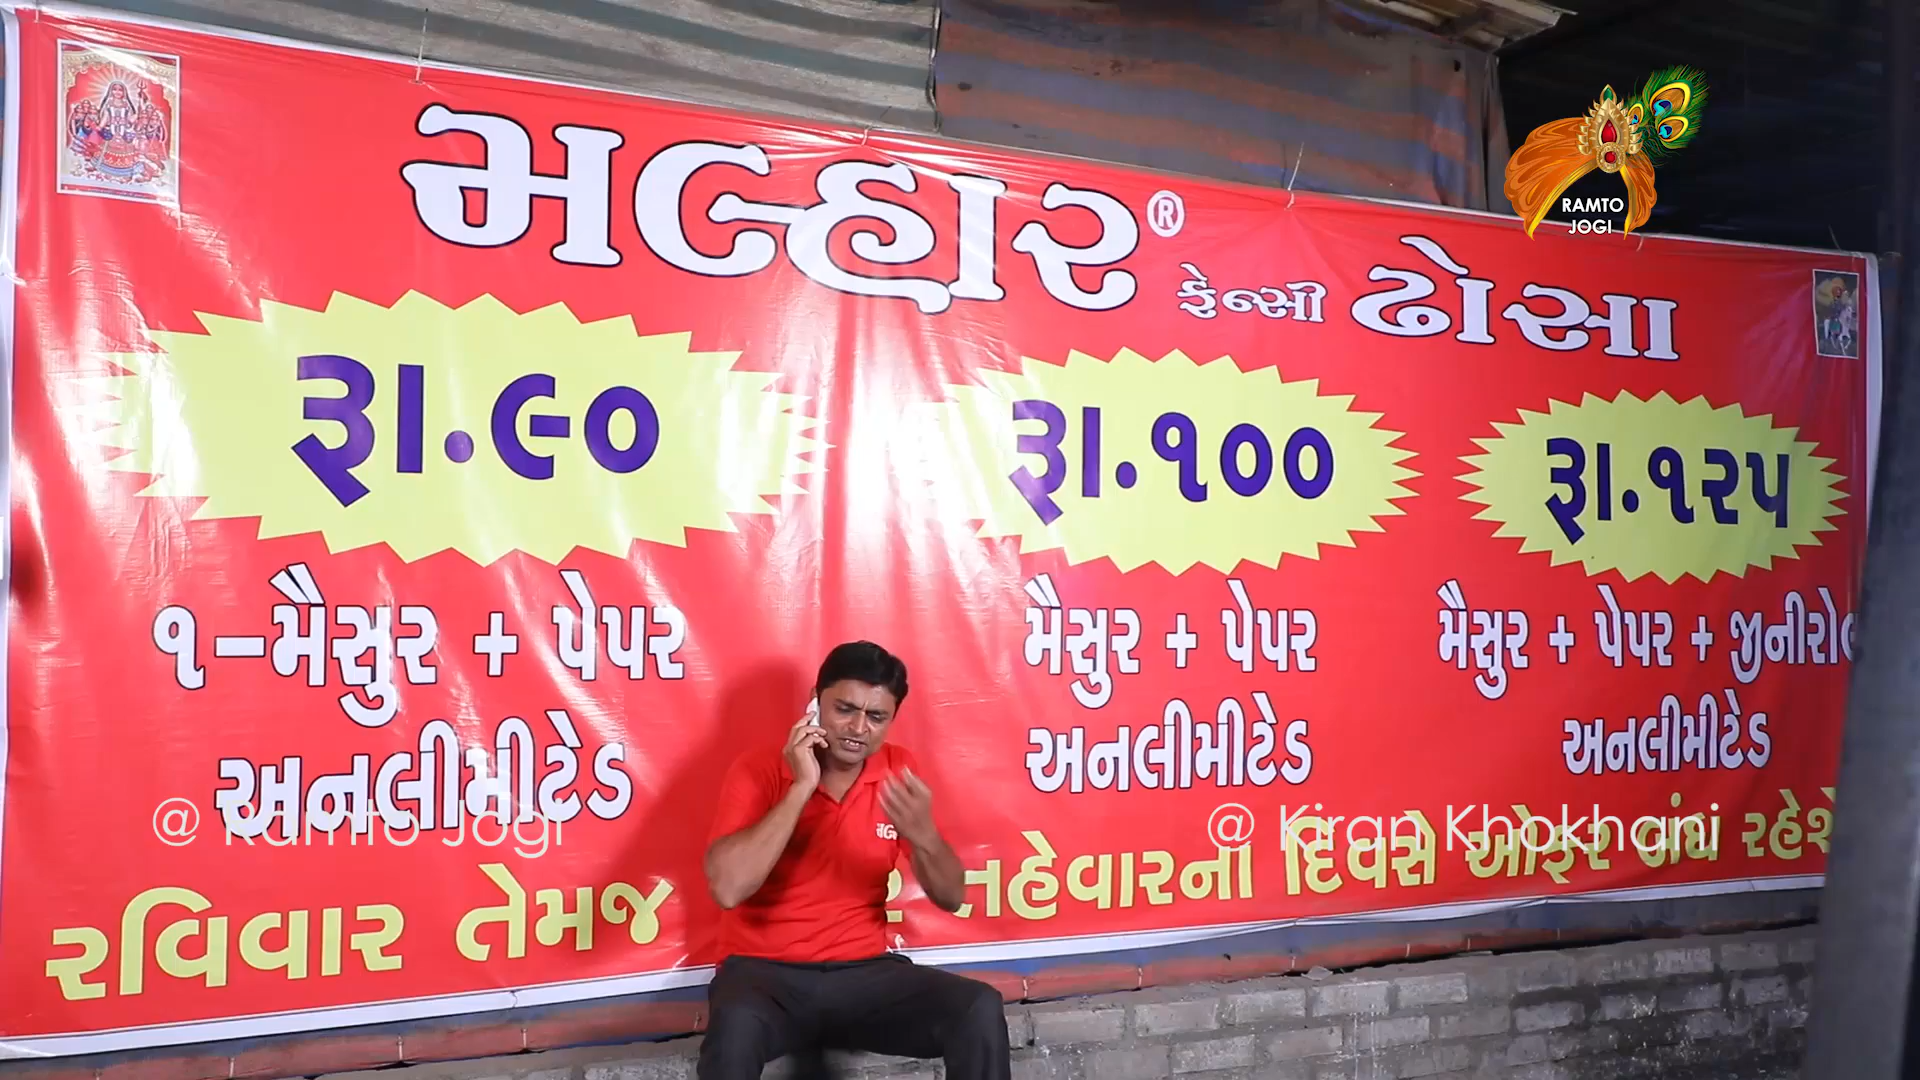 મલ્હાર®
ફેન્સી ઢોસા
RAMTO
JOGI
રૂા.૯૦
૧-મૈસુર + પેપર
અનલીમીટેડ
રૂા.૧૦૦
મૈસુર + પેપર
અનલીમીટેડ
રૂા.૧૨૫
મૈસુર + પેપર +
અનલીમીટેડ
@ Ramto Jogi
@ Kiran Khokhani
રવિવાર તેમજ તહેવારના દિવસે ઓફર બંધ રહેશે